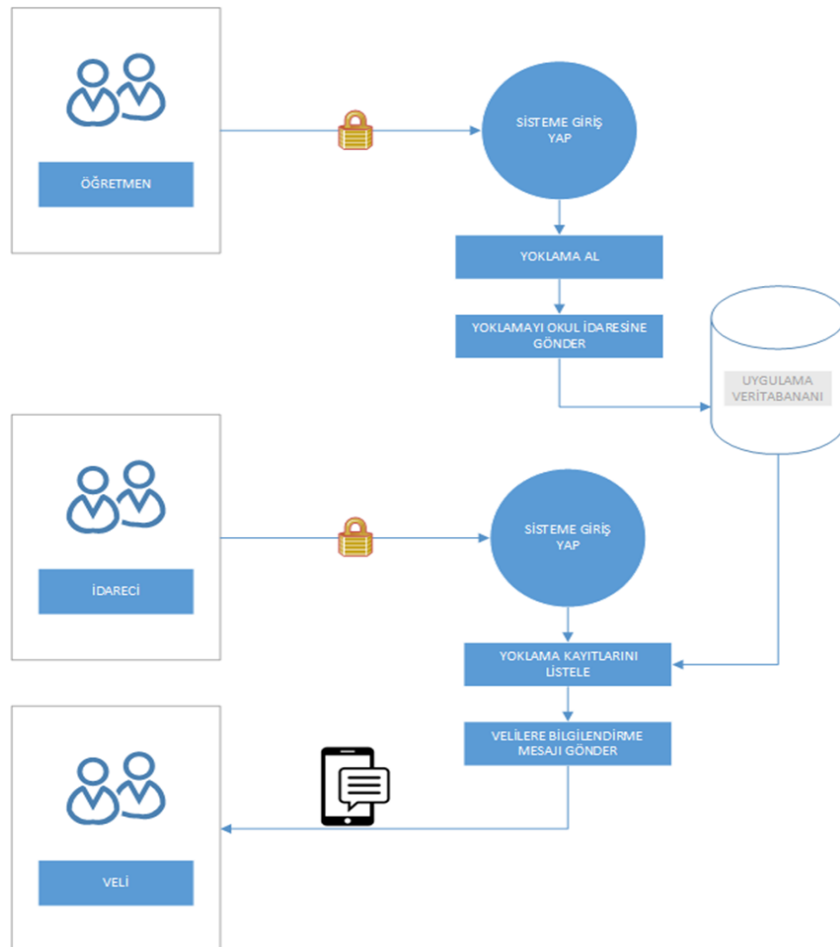 SİSTEME GİRİŞ
YAP
ÖĞRETMEN
YOKLAMA AL
YOKLAMAYI OKUL İDARESİNE
GÖNDER
UYGULAMA
VERİTABANANI
SİSTEME GİRİŞ
YAP
İDARECİ
YOKLAMA KAYITLARINI
LİSTELE
VELİLERE BİLGİLENDİRME
MESAJI GÖNDER
VELİ